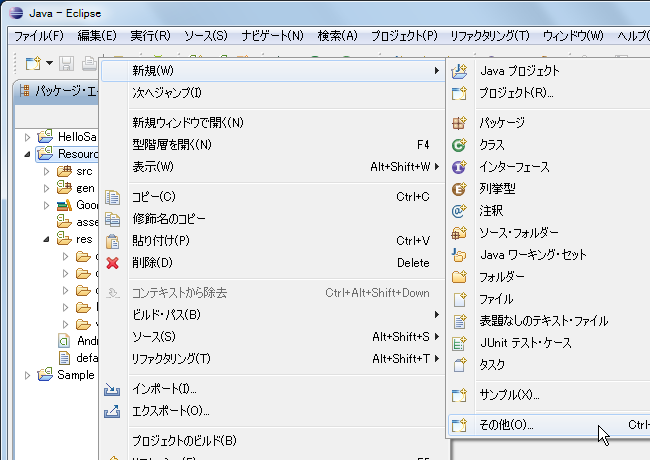 Java - Eclipse
ファイル(F) 編集(E) 実行(R) ソース(S) ナビゲート(N) 検索(A) プロジェクト(P) リファクタリング(T) ウィンドウ(W) ヘルプ(
パッケージ・エ
HelloSa
Resourc
src
gen
Goo
asse
res
Andr
defa
Sample
新規(W)
次へジャンプ(I)
新規ウィンドウで開く(N)
型階層を開く(N) F4
表示(W) Alt+Shift+W
コピー(C) Ctrl+C
修飾名のコピー
貼り付け(P) Ctrl+V
削除(D) Delete
コンテキストから除去 Ctrl+Alt+Shift+Down
ビルド・パス(B)
ソース(S) Alt+Shift+S
リファクタリング(T) Alt+Shift+T
インポート(I)...
エクスポート(O)...
プロジェクトのビルド(B)
Java プロジェクト
プロジェクト(R)...
パッケージ
クラス
インターフェース
列挙型
注釈
ソース・フォルダー
Java ワーキング・セット
フォルダー
ファイル
表題なしのテキスト・ファイル
JUnit テスト・ケース
タスク
サンプル(X)...
その他(O)... Ctrl+